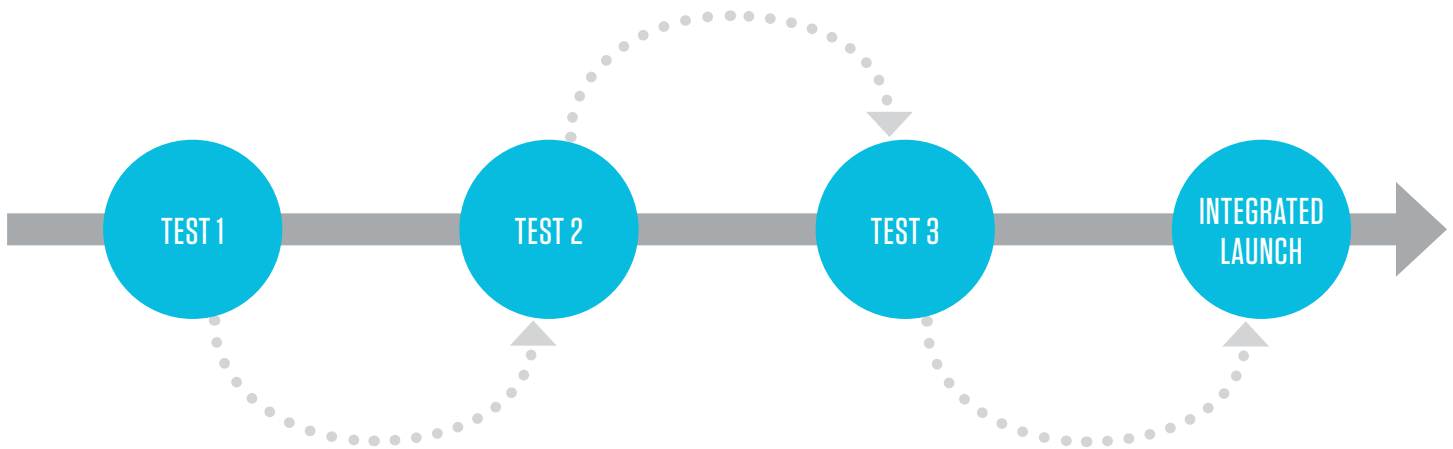 TEST 1
TEST 2
TEST 3
INTEGRATED
LAUNCH